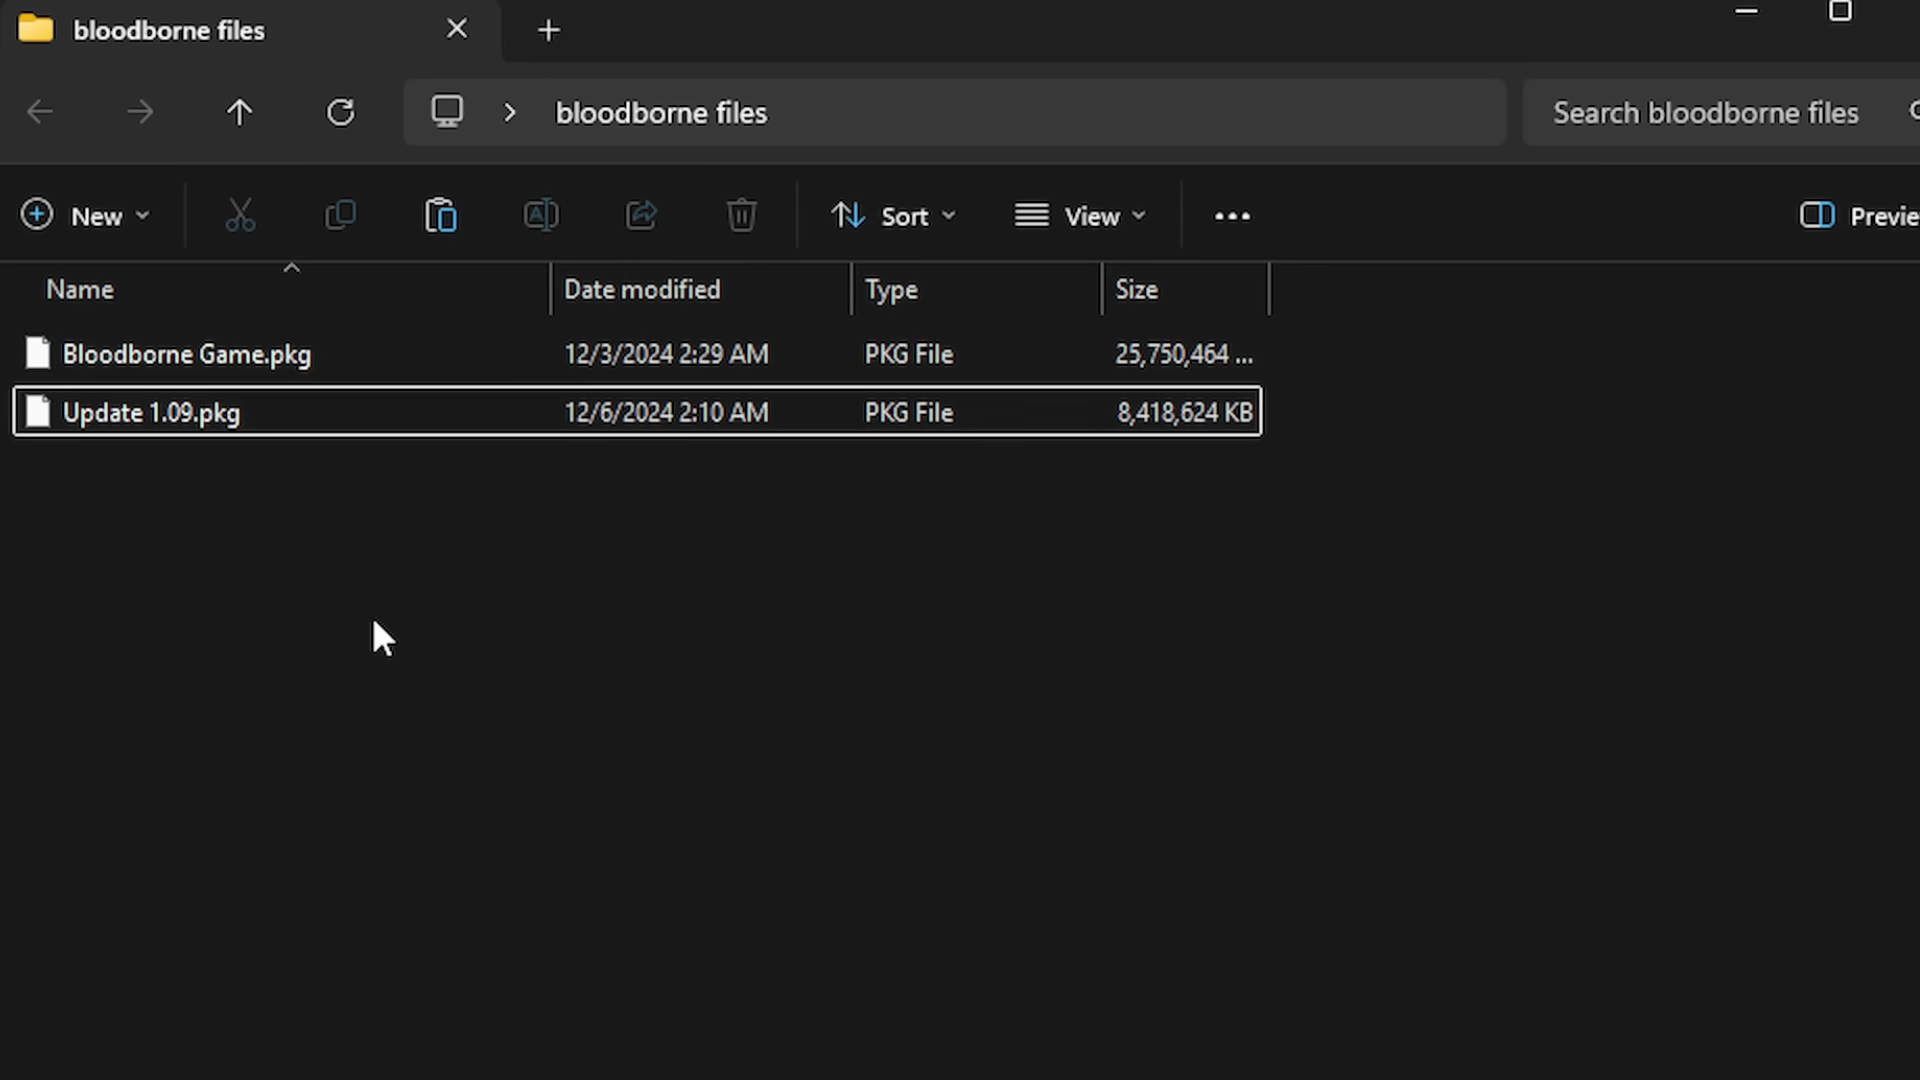 bloodborne files
bloodborne files
Search bloodborne files
New
Sort
View
Previe
Name
Date modified
Type
Size
Bloodborne Game.pkg 12/3/2024 2:29 AM PKG File 25,750,464 ...
Update 1.09.pkg 12/6/2024 2:10 AM PKG File 8,418,624 KB